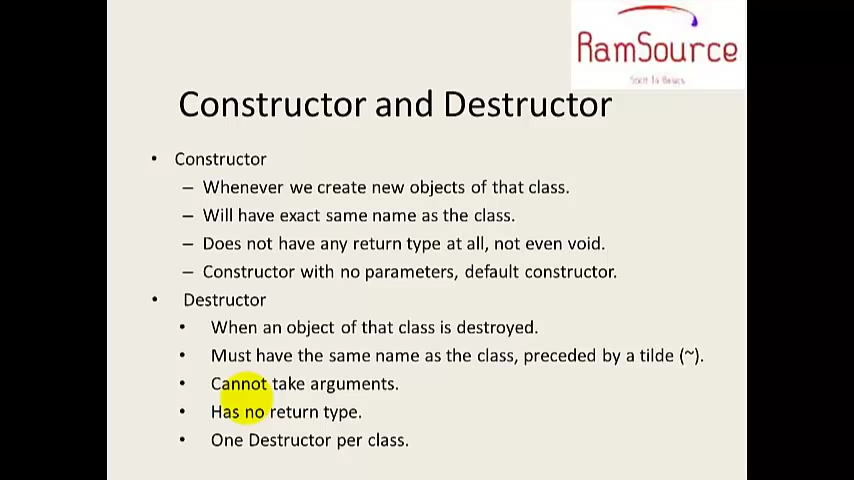 RamSource
Constructor and Destructor
• Constructor
– Whenever we create new objects of that class.
– Will have exact same name as the class.
– Does not have any return type at all, not even void.
– Constructor with no parameters, default constructor.
• Destructor
• When an object of that class is destroyed.
• Must have the same name as the class, preceded by a tilde (~).
• Cannot take arguments.
• Has no return type.
• One Destructor per class.